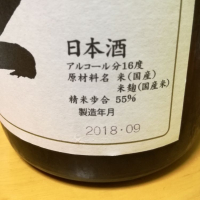 日本酒
アルコール分16度
原材料名 米(国産)
米麹(国産米)
精米歩合 55%
製造年月
2018・09